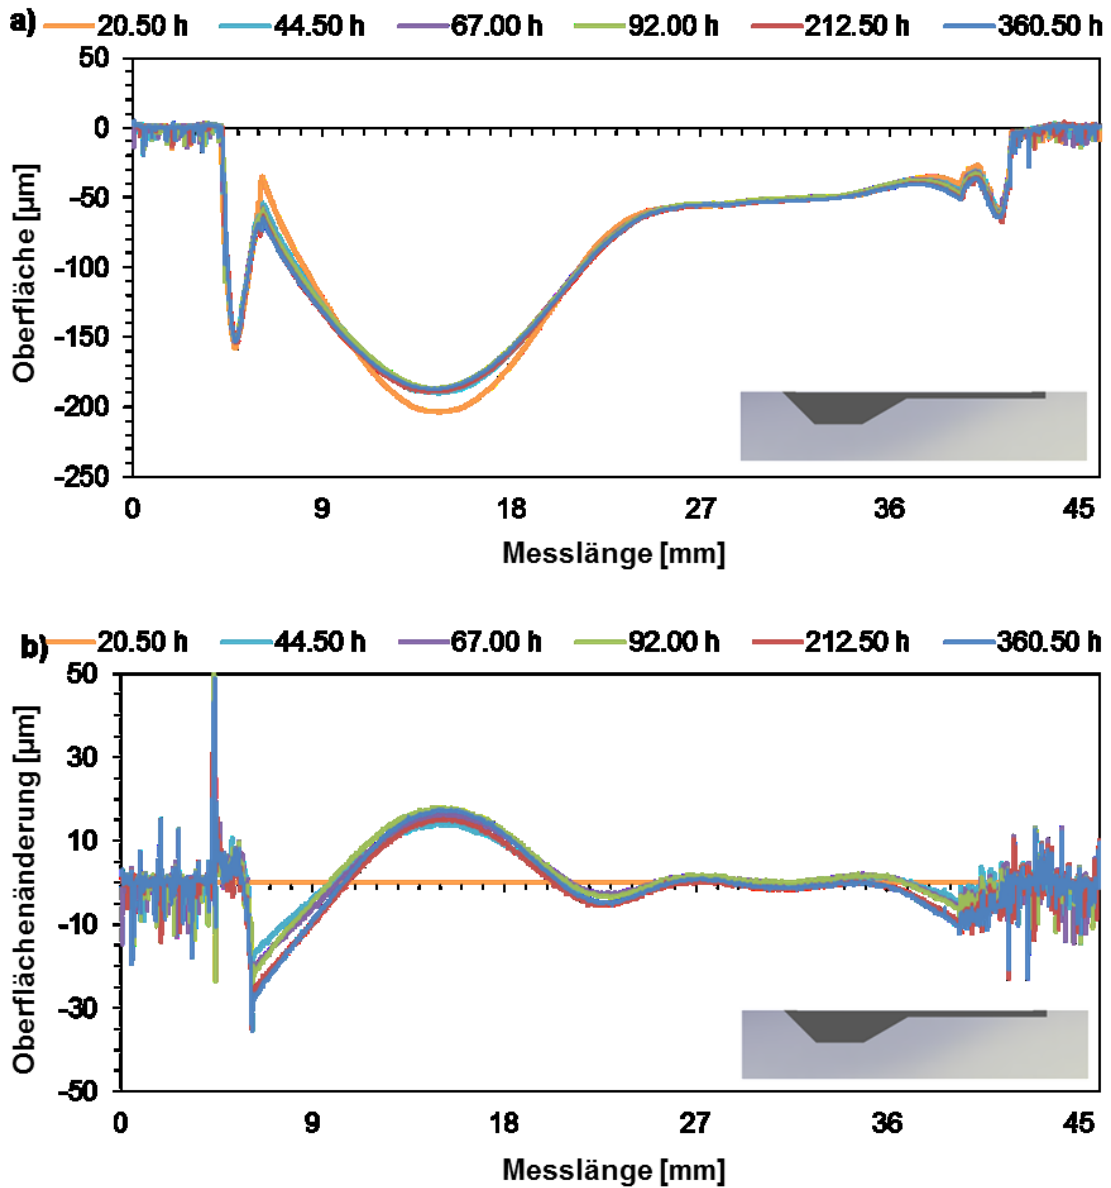 a) 20.50 h 44.50 h 67.00 h 92.00 h 212.50 h 360.50 h
50
0
-50
-100
-150
-200
-250
Oberfläche [µm]
0 9 18 27 36 45
Messlänge [mm]
b) 20.50 h 44.50 h 67.00 h 92.00 h 212.50 h 360.50 h
50
30
10
-10
-30
-50
Oberflächenänderung [µm]
0 9 18 27 36 45
Messlänge [mm]